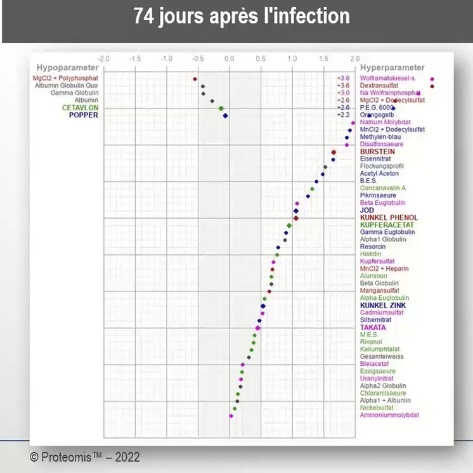 74 jours après l'infection
-2.0 -1.5 -1.0 -0.5 0.0 0.5 1.0 1.5 2.0
Hypoparameter Hyperparameter
MgCl2 + Polyphosphat +3.6 Wolframatokiesel-s.
Albumin Globulin Quo +3.6 Dextransulfat
Gamma Globulin +3.0 Na Wolframphosphat
Albumin +2.6 MgCl2 + Dodecylsulfat
CETAVLON +2.6 P.E.G. 6000
POPPER +2.2 Orangegelb
Natrium Molybdat
MnCl2 + Dodecylsulfat
Methylen-blau
Disulfonsaeure
BURSTEIN
Eisennitrat
Flockungsprofil
Acetyl Aceton
B.E.S.
Concanavalin A
Pikrinsaeure
Beta Euglobulin
JOD
KUNKEL PHENOL
KUPFERACETAT
Gamma Euglobulin
Alpha1 Globulin
Resorcin
Histidin
Kupfersulfat
MnCl2 + Heparin
Aluminon
Beta Globulin
Mangansulfat
Alpha Euglobulin
KUNKEL ZINK
Cadmiumsulfat
Silbernitrat
TAKATA
M.E.S.
Rivanol
Kaliumphtalat
Gesamteiweiss
Bleiacetat
Essigsaeure
Uranylnitrat
Alpha2 Globulin
Chloranilsaeure
Alpha1 + Albumin
Nickelsulfat
Ammoniummolybdat
© Proteomis™ – 2022